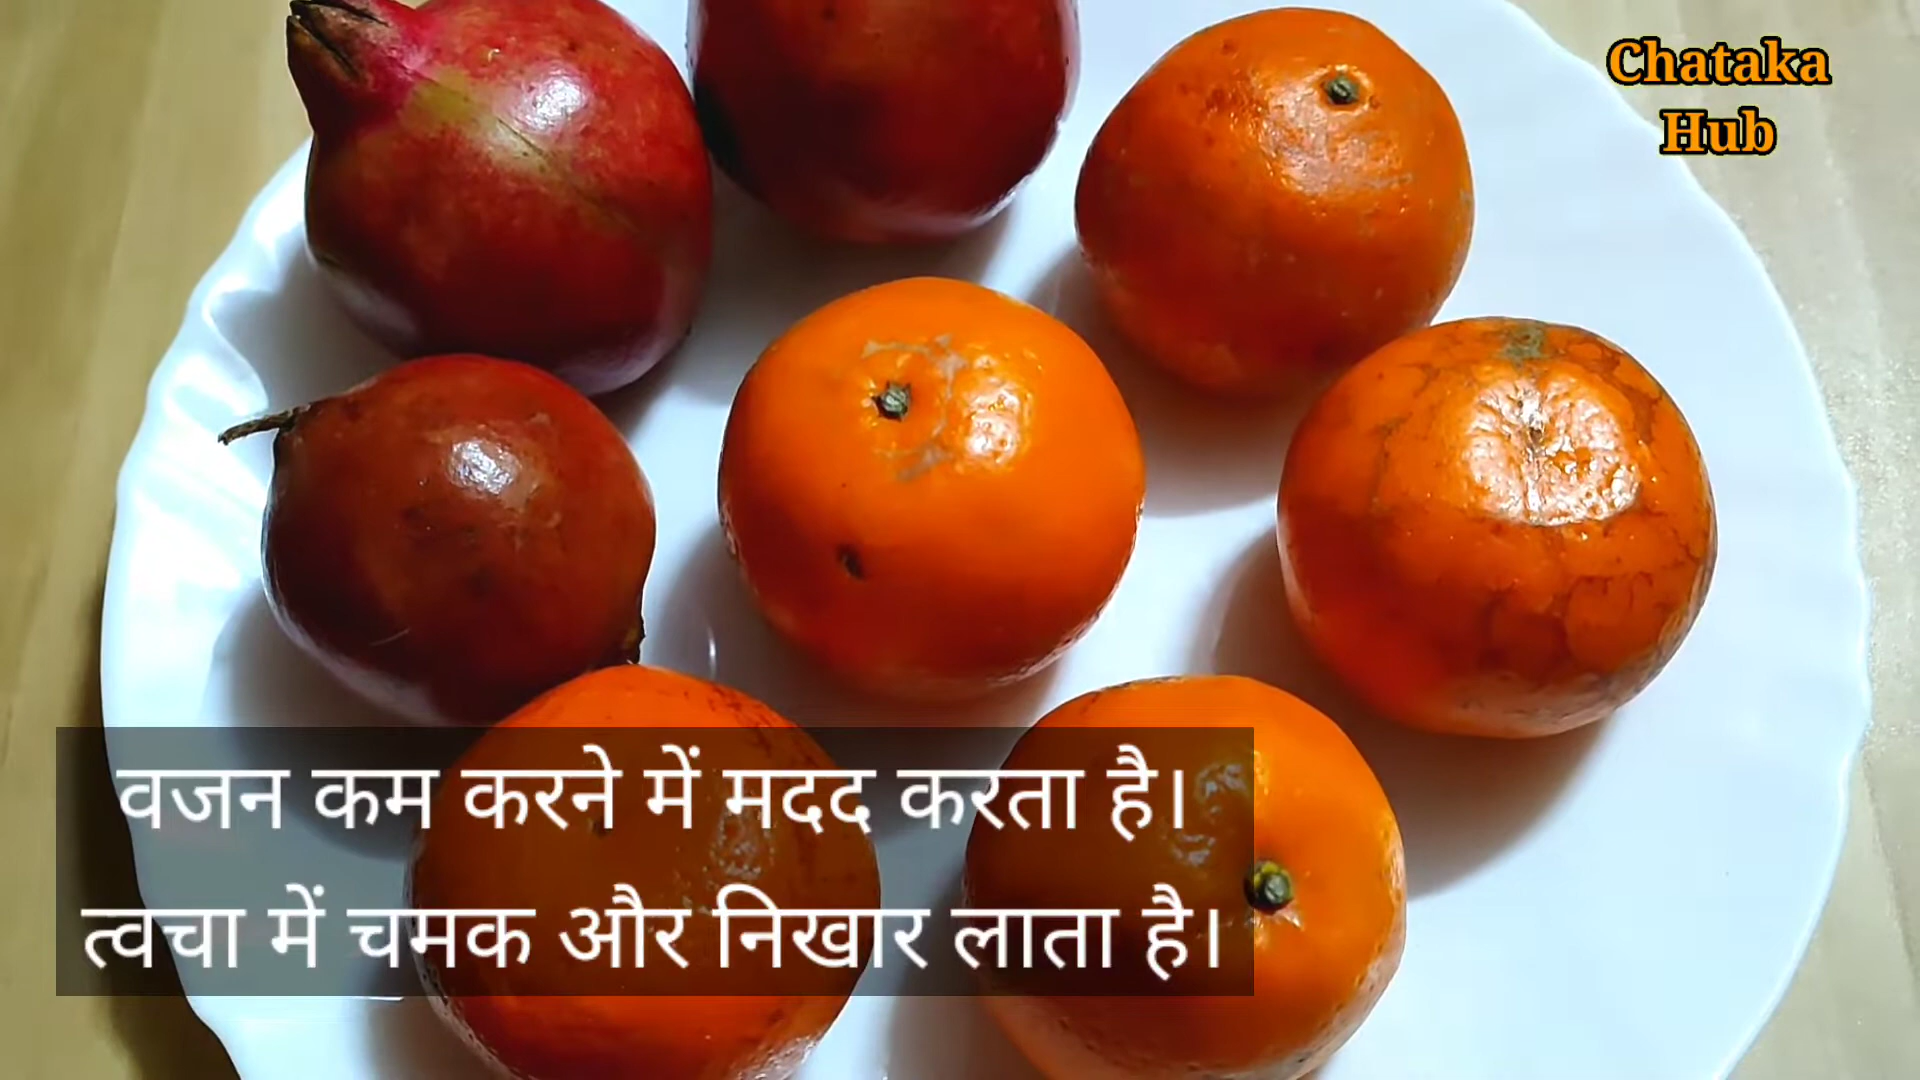 Chataka
Hub
वजन कम करने में मदद करता है।
त्वचा में चमक और निखार लाता है।